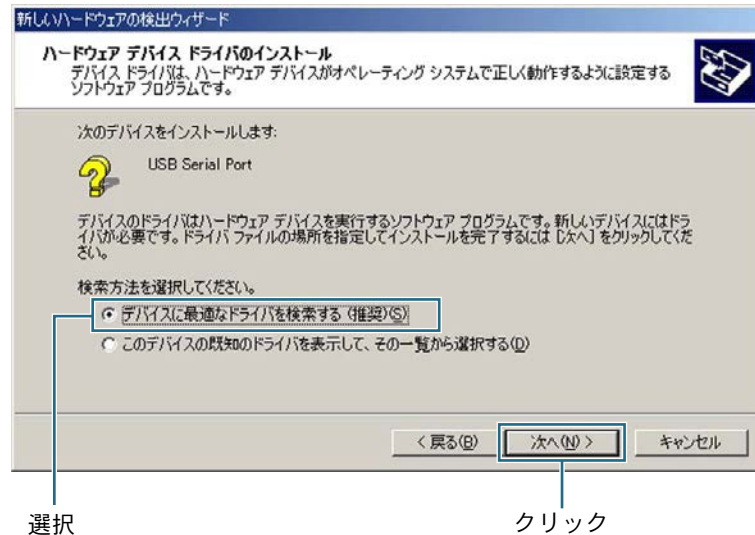 新しいハードウェアの検出ウィザード
ハードウェア デバイス ドライバのインストール
デバイス ドライバは、ハードウェア デバイスがオペレーティング システムで正しく動作するように設定する
ソフトウェア プログラムです。
次のデバイスをインストールします:
USB Serial Port
デバイスのドライバはハードウェア デバイスを実行するソフトウェア プログラムです。新しいデバイスにはドラ
イバが必要です。ドライバ ファイルの場所を指定してインストールを完了するには [次へ] をクリックしてくだ
さい。
検索方法を選択してください。
デバイスに最適なドライバを検索する (推奨)(S)
このデバイスの既知のドライバを表示して、その一覧から選択する(D)
< 戻る(B)
次へ(N) >
キャンセル
選択
クリック